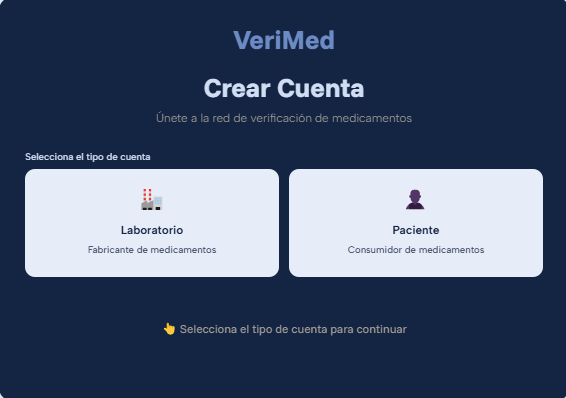 VeriMed
Crear Cuenta
Únete a la red de verificación de medicamentos
Selecciona el tipo de cuenta
Laboratorio
Fabricante de medicamentos
Paciente
Consumidor de medicamentos
👆 Selecciona el tipo de cuenta para continuar